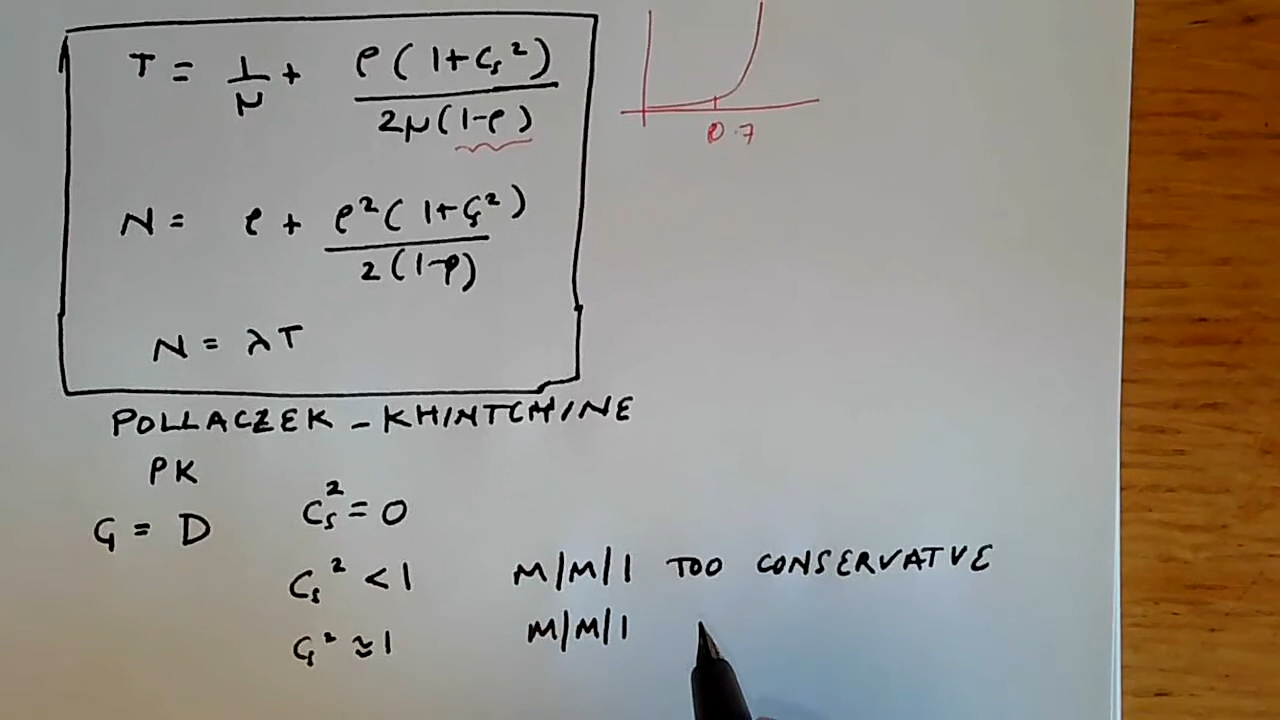 T = 1/μ + ρ(1+Cs²)/2μ(1-ρ)
0.7
N = ρ + ρ²(1+Cs²)/2(1-ρ)
N = λT
POLLACZEK - KHINTCHINE
PK
G = D Cs² = 0
Cs² < 1 M/M/1 TOO CONSERVATVE
Cs² ≈ 1 M/M/1